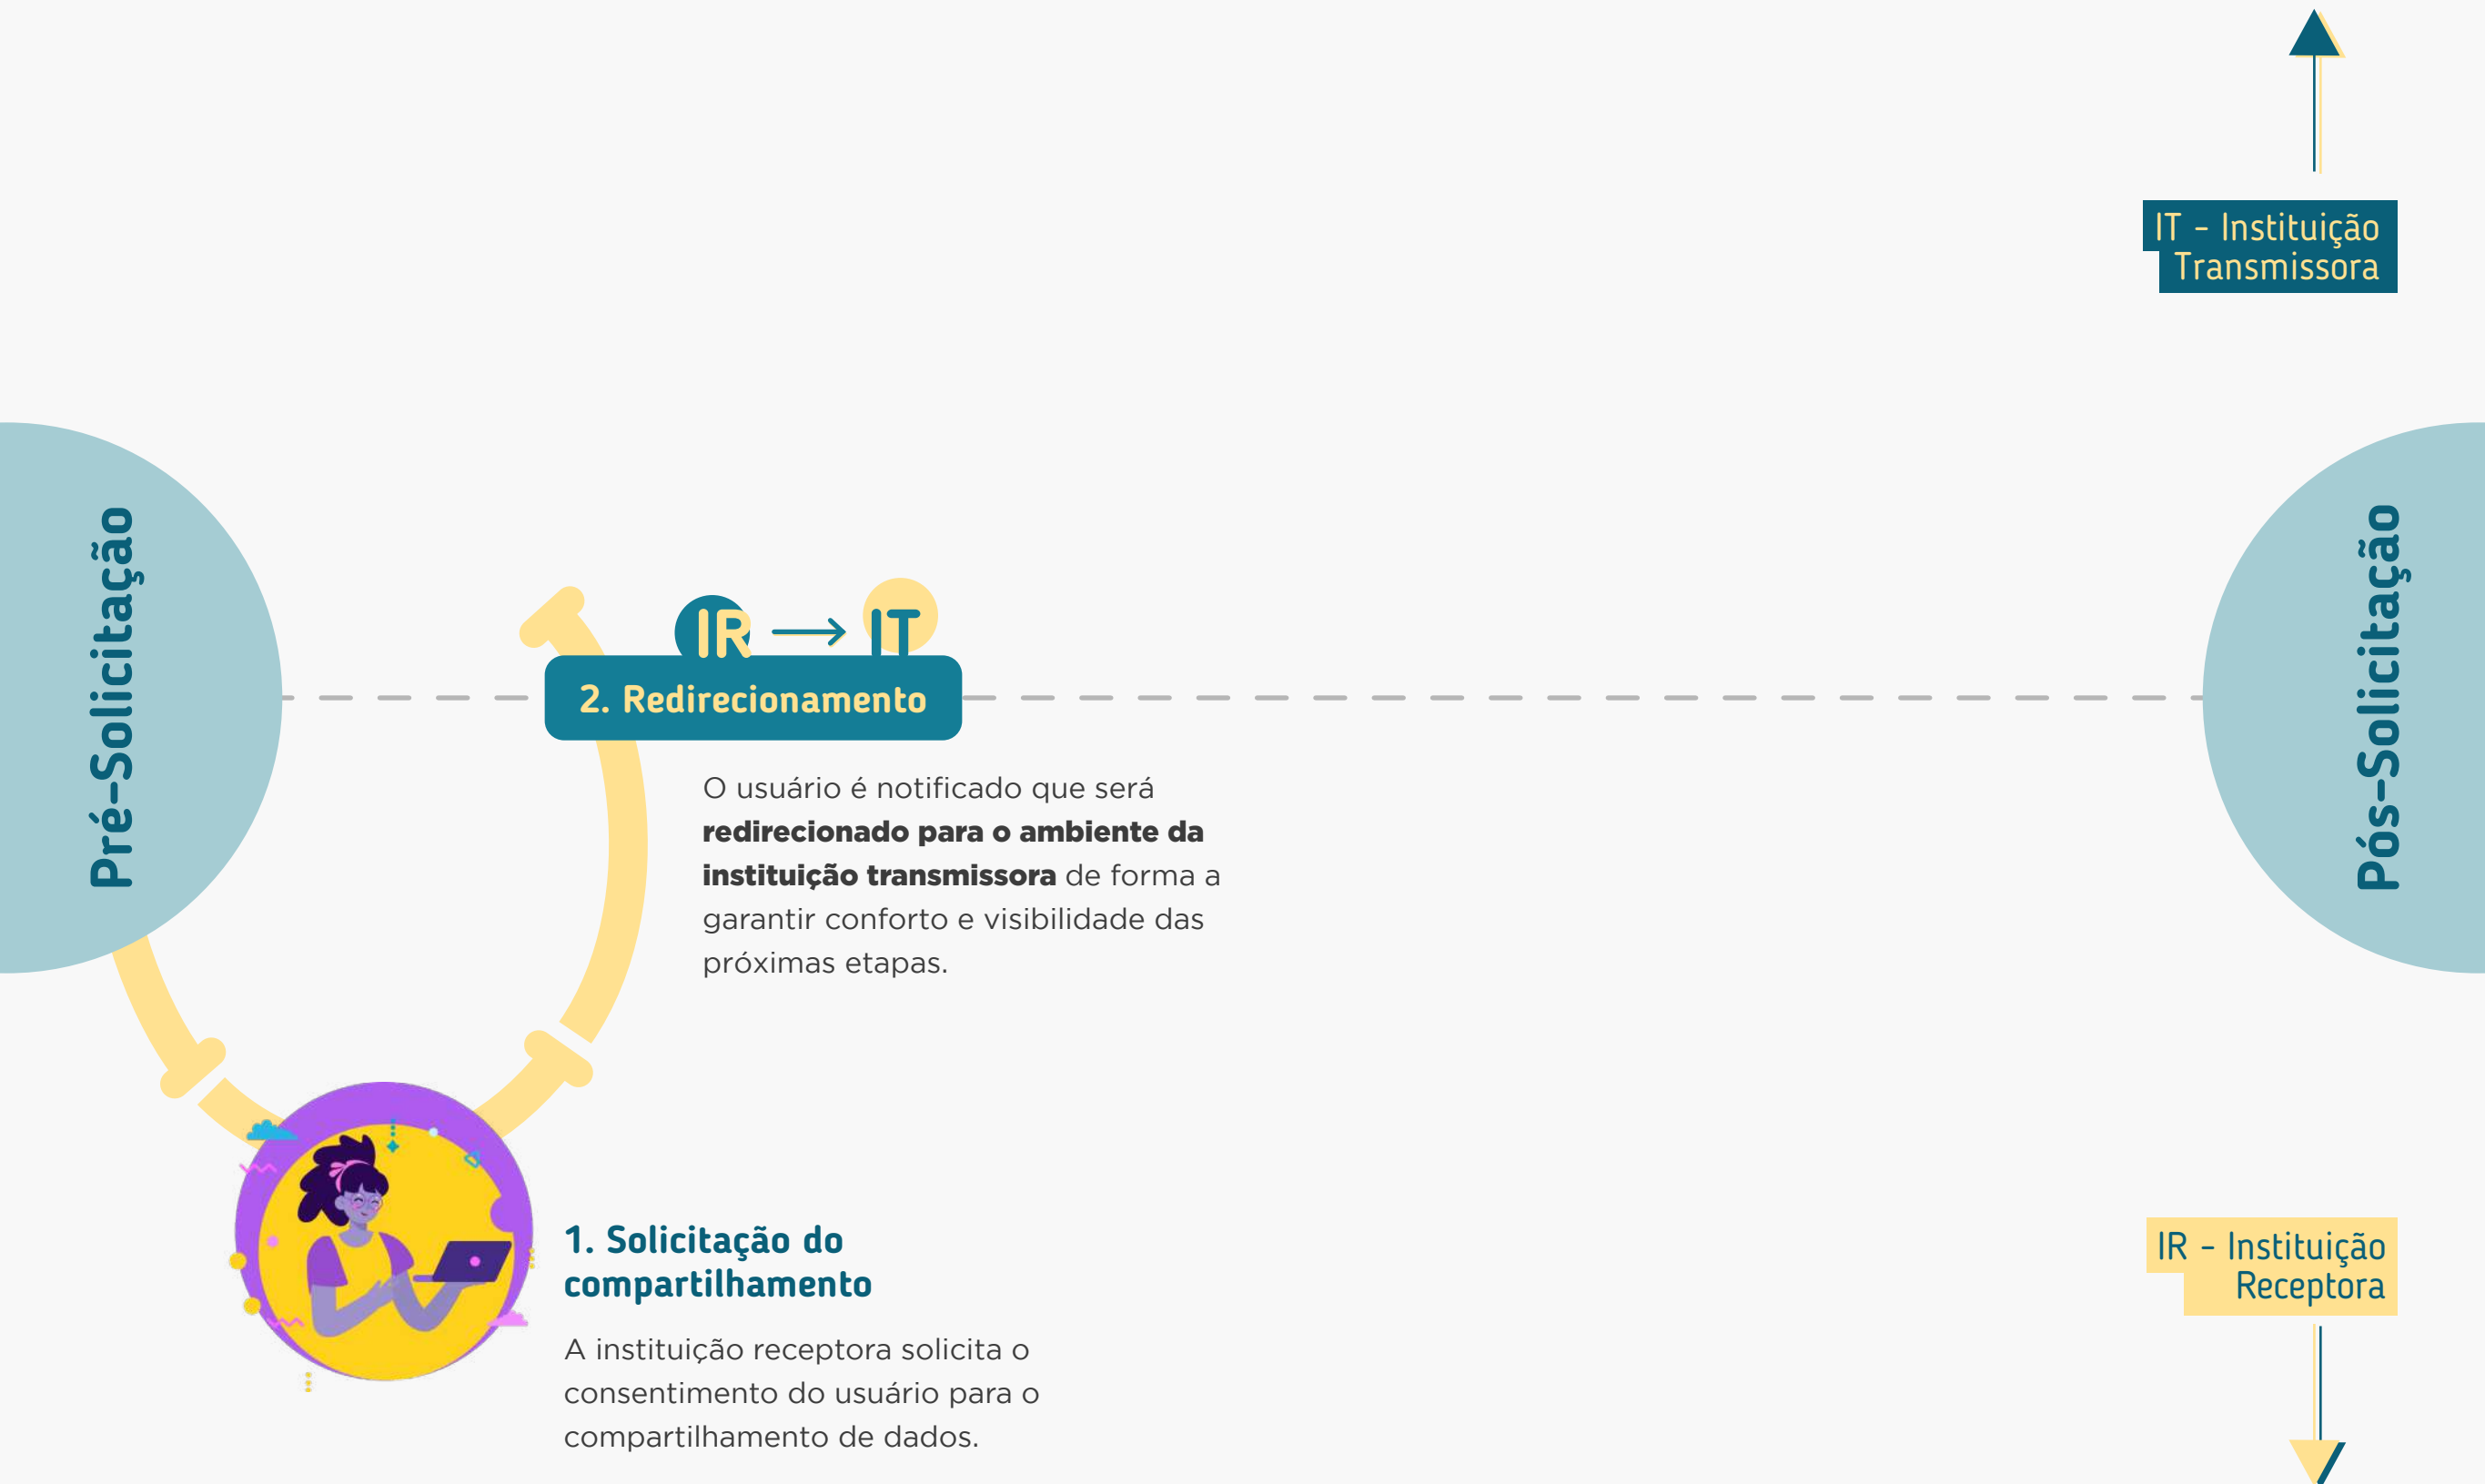 IT - Instituição
Transmissora
Pré-Solicitação
IR → IT
2. Redirecionamento
O usuário é notificado que será
redirecionado para o ambiente da
instituição transmissora de forma a
garantir conforto e visibilidade das
próximas etapas.
Pós-Solicitação
1. Solicitação do
compartilhamento
A instituição receptora solicita o
consentimento do usuário para o
compartilhamento de dados.
IR - Instituição
Receptora